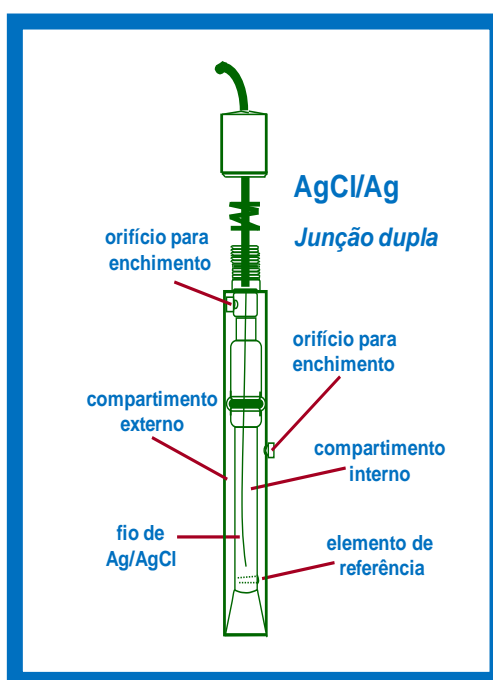 AgCl/Ag
Junção dupla
orifício para
enchimento
orifício para
enchimento
compartimento
externo
compartimento
interno
fio de
Ag/AgCl
elemento de
referência